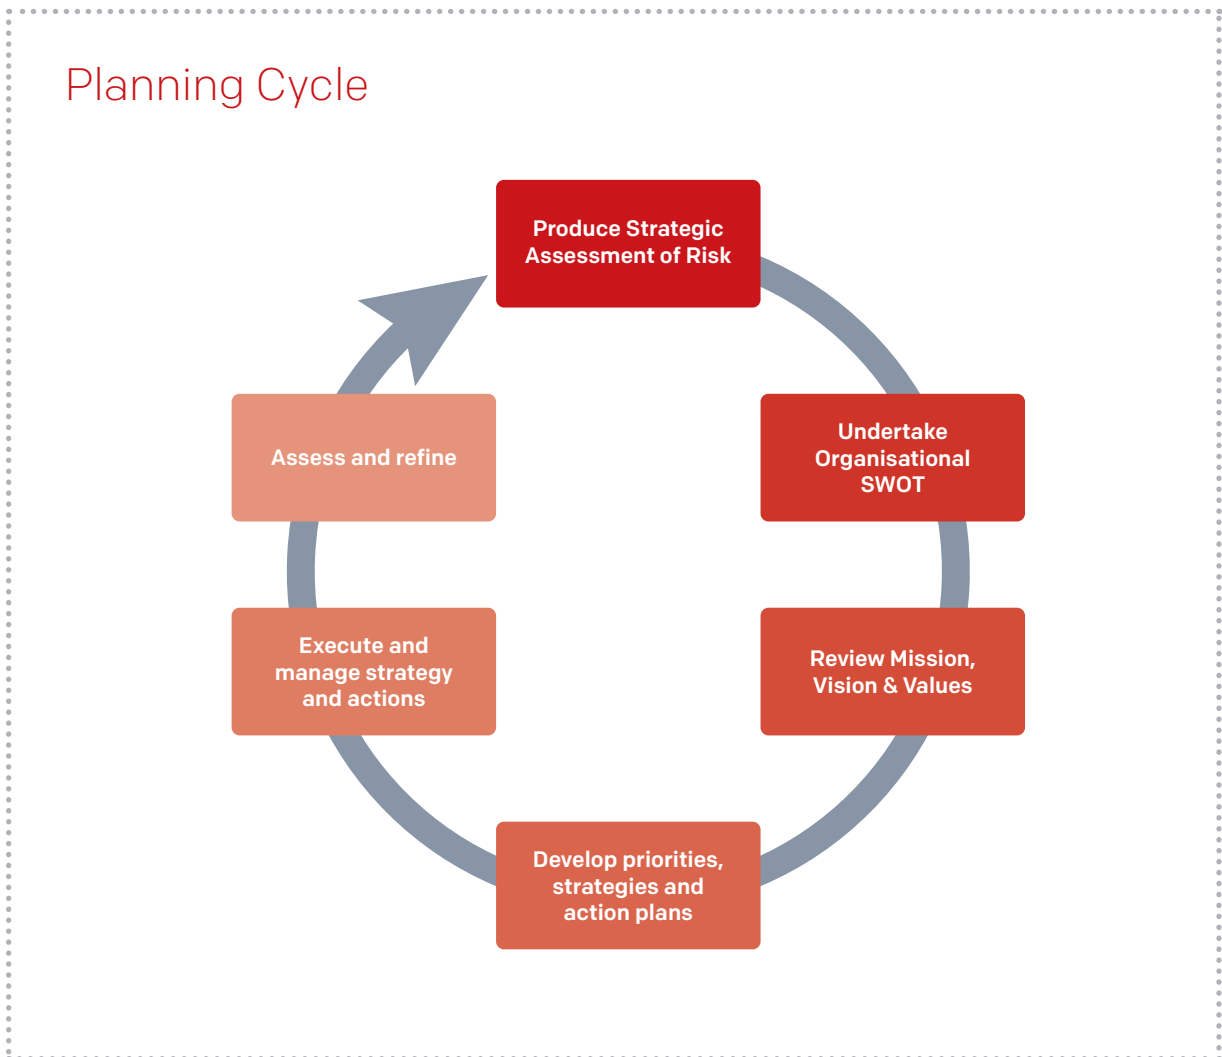 Planning Cycle
Produce Strategic
Assessment of Risk
Undertake
Organisational
SWOT
Review Mission,
Vision & Values
Develop priorities,
strategies and
action plans
Execute and
manage strategy
and actions
Assess and refine